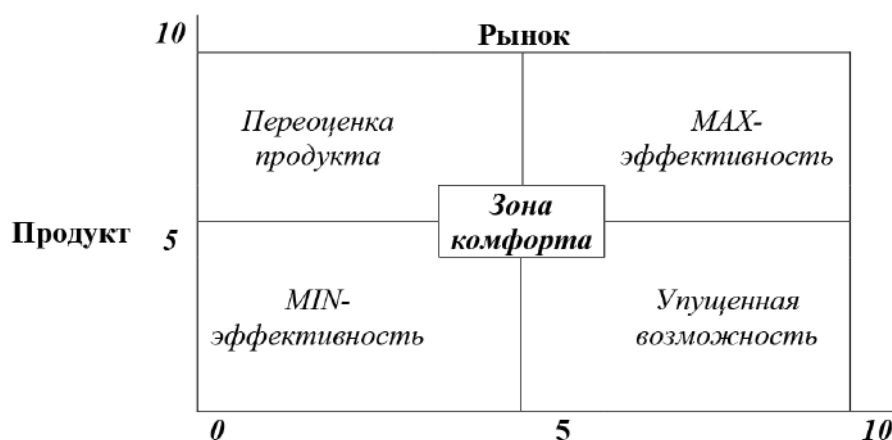 10
Рынок
Переоценка
продукта
MAX-
эффективность
Зона
комфорта
Продукт
5
MIN-
эффективность
Упущенная
возможность
0
5
10